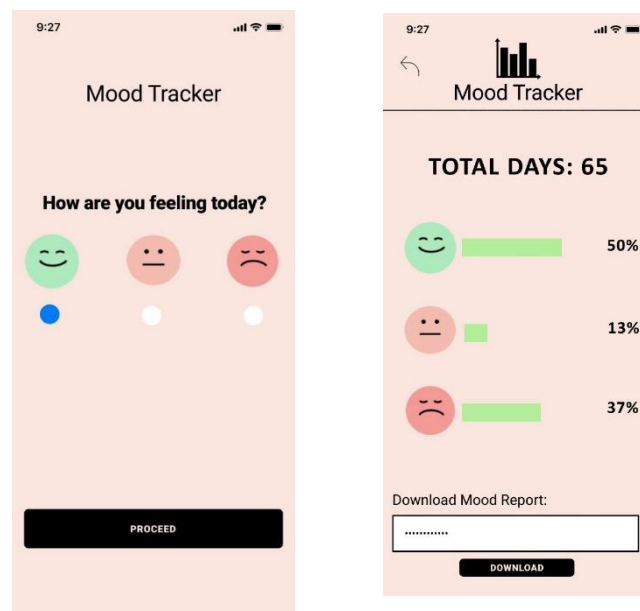 9:27
Mood Tracker
How are you feeling today?
PROCEED
9:27
Mood Tracker
TOTAL DAYS: 65
50%
13%
37%
Download Mood Report:
............
DOWNLOAD